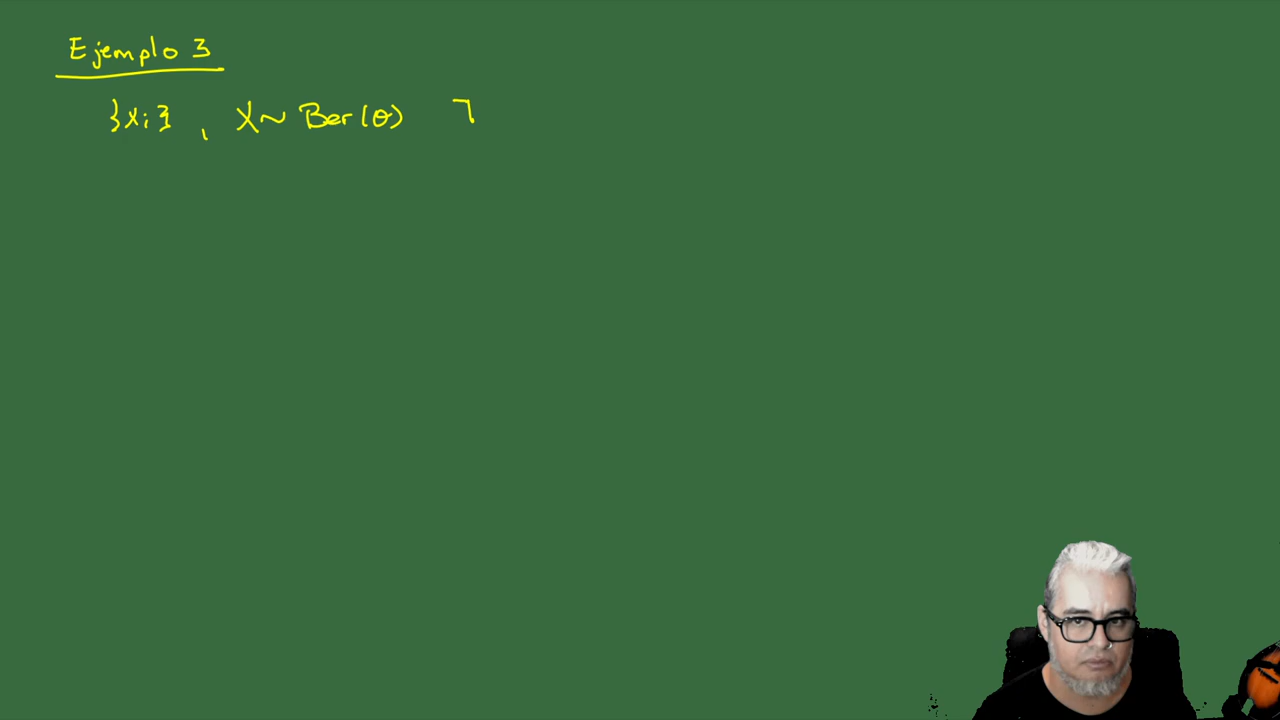 Ejemplo 3
{Xi} , X ~ Ber(θ)